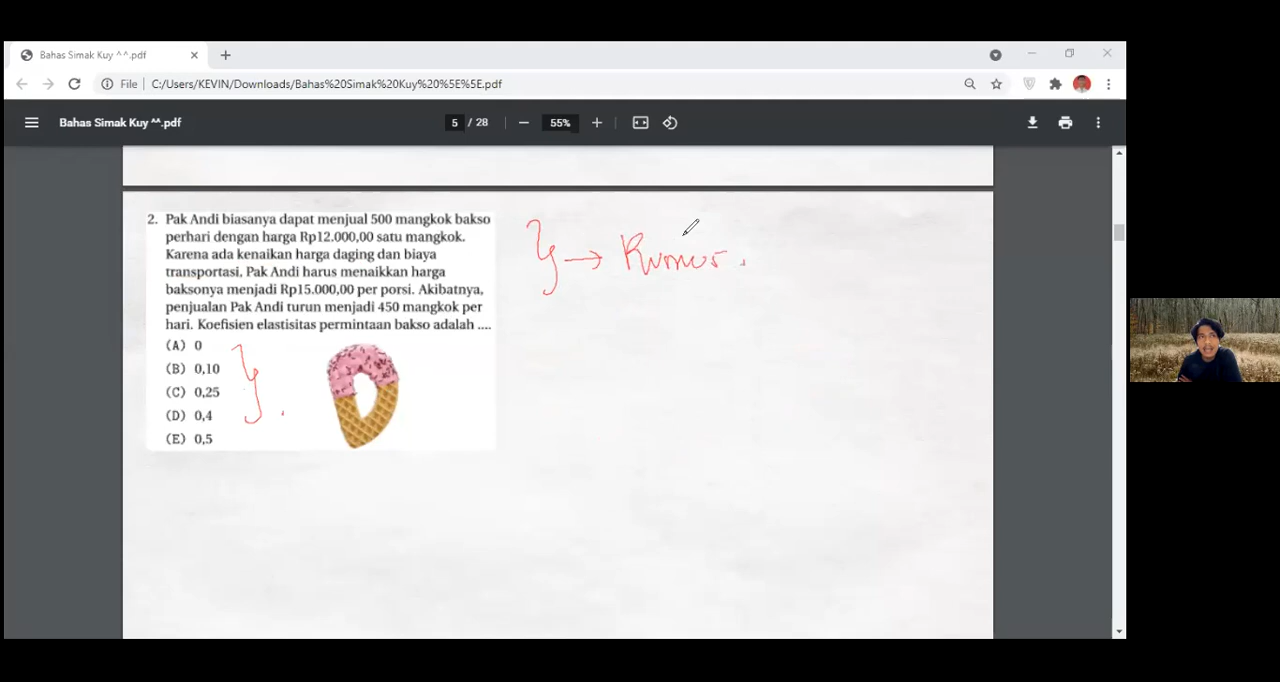 Bahas Simak Kuy ^^.pdf
File C:/Users/KEVIN/Downloads/Bahas%20Simak%20Kuy%20%5E%5E.pdf
Bahas Simak Kuy ^^.pdf 5 / 28 55%
2. Pak Andi biasanya dapat menjual 500 mangkok bakso
perhari dengan harga Rp12.000,00 satu mangkok.
Karena ada kenaikan harga daging dan biaya
transportasi, Pak Andi harus menaikkan harga
baksonya menjadi Rp15.000,00 per porsi. Akibatnya,
penjualan Pak Andi turun menjadi 450 mangkok per
hari. Koefisien elastisitas permintaan bakso adalah ....
(A) 0
(B) 0,10
(C) 0,25
(D) 0,4
(E) 0,5
→ Rumus.